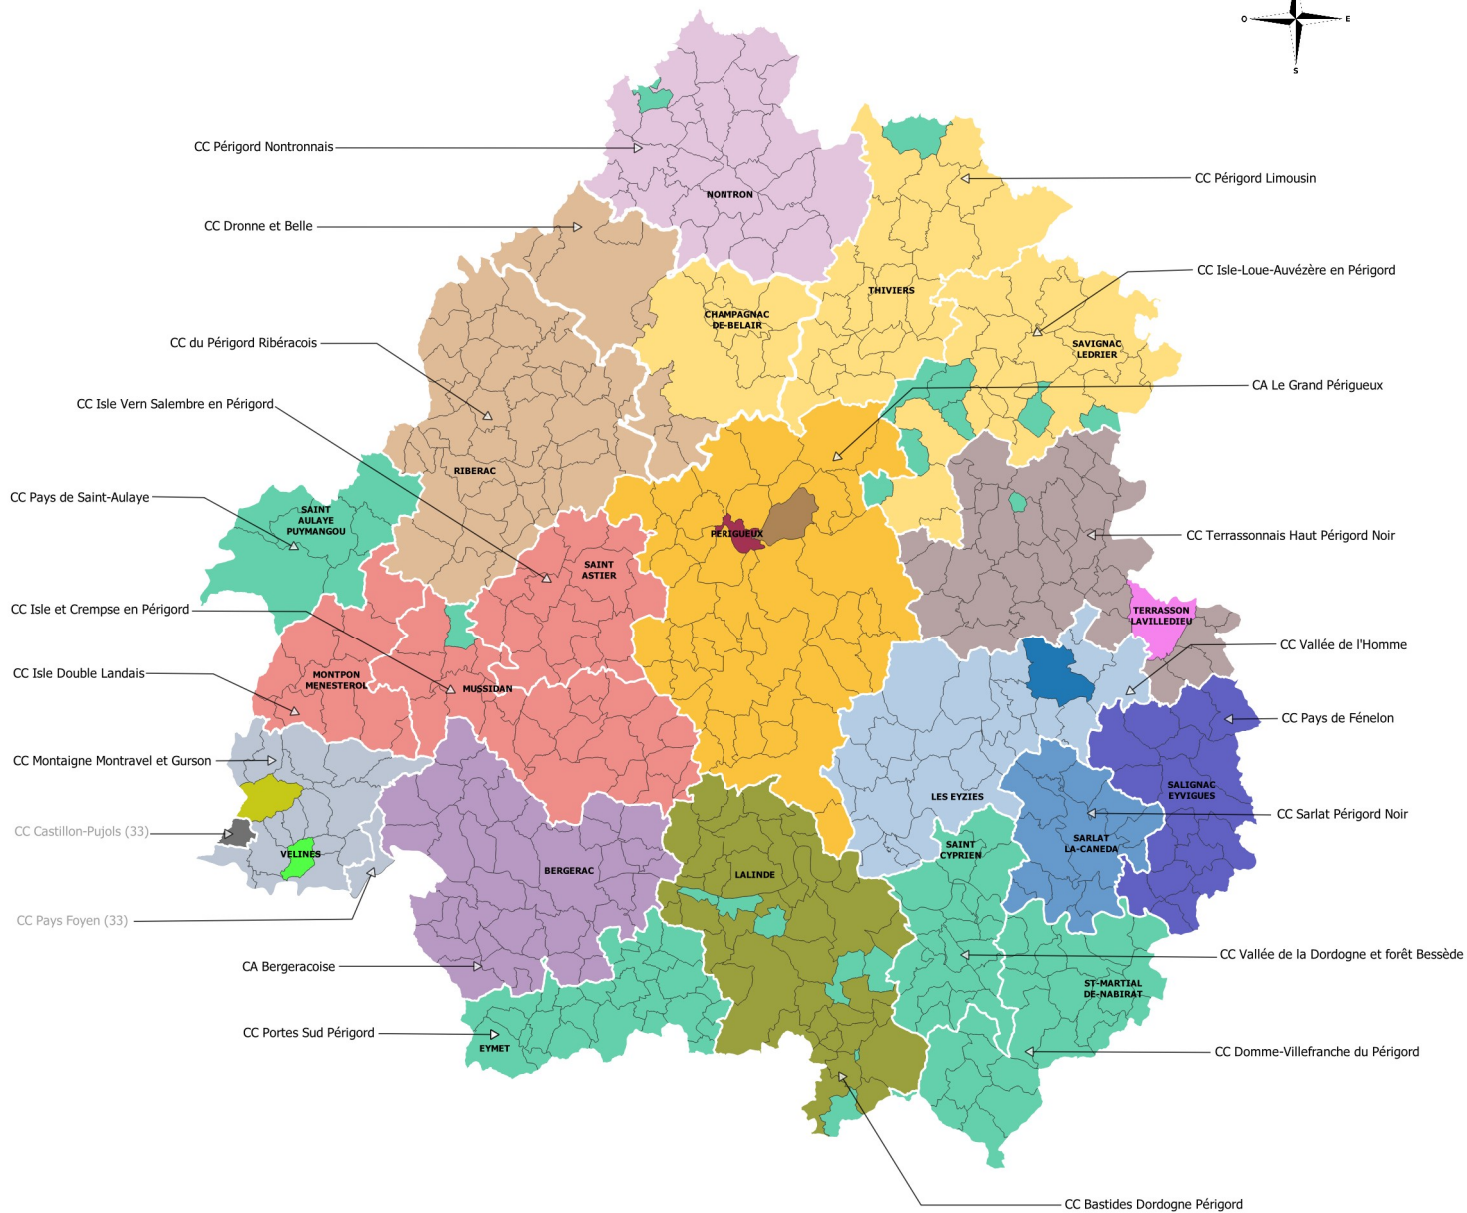 O
E
S
CC Périgord Nontronnais
CC Périgord Limousin
NONTRON
CC Dronne et Belle
CC Isle-Loue-Auvézère en Périgord
THIVIERS
CHAMPAGNAC
DE-BELAIR
CC du Périgord Ribéracois
SAVIGNAC
LEDRIER
CA Le Grand Périgueux
CC Isle Vern Salembre en Périgord
RIBERAC
CC Pays de Saint-Aulaye
SAINT
AULAYE
PUYMANGOU
PERIGUEUX
CC Terrassonnais Haut Périgord Noir
SAINT
ASTIER
CC Isle et Crempse en Périgord
TERRASSON
LAVILLEDIEU
CC Vallée de l'Homme
CC Isle Double Landais
MONTPON
MENESTEROL
MUSSIDAN
CC Pays de Fénelon
CC Montaigne Montravel et Gurson
SALIGNAC
EYVIGUES
LES EYZIES
CC Sarlat Périgord Noir
CC Castillon-Pujols (33)
SARLAT
LA-CANEDA
SAINT
CYPRIEN
VELINES
BERGERAC
LALINDE
CC Pays Foyen (33)
CC Vallée de la Dordogne et forêt Bessède
CA Bergeracoise
ST-MARTIAL
DE-NABIRAT
CC Portes Sud Périgord
EYMET
CC Domme-Villefranche du Périgord
CC Bastides Dordogne Périgord